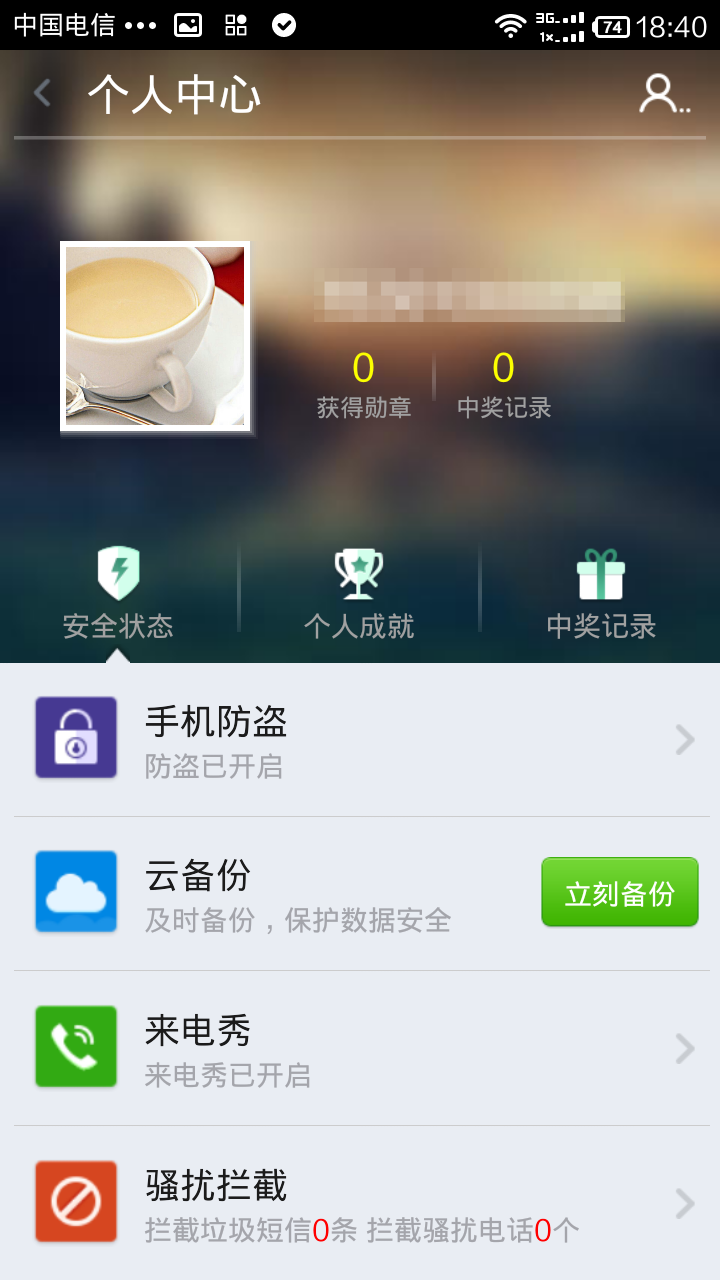 中国电信 3G 1x 74 18:40
个人中心
0 0
获得勋章 中奖记录
安全状态 个人成就 中奖记录
手机防盗
防盗已开启
云备份
及时备份，保护数据安全
立刻备份
来电秀
来电秀已开启
骚扰拦截
拦截垃圾短信0条 拦截骚扰电话0个